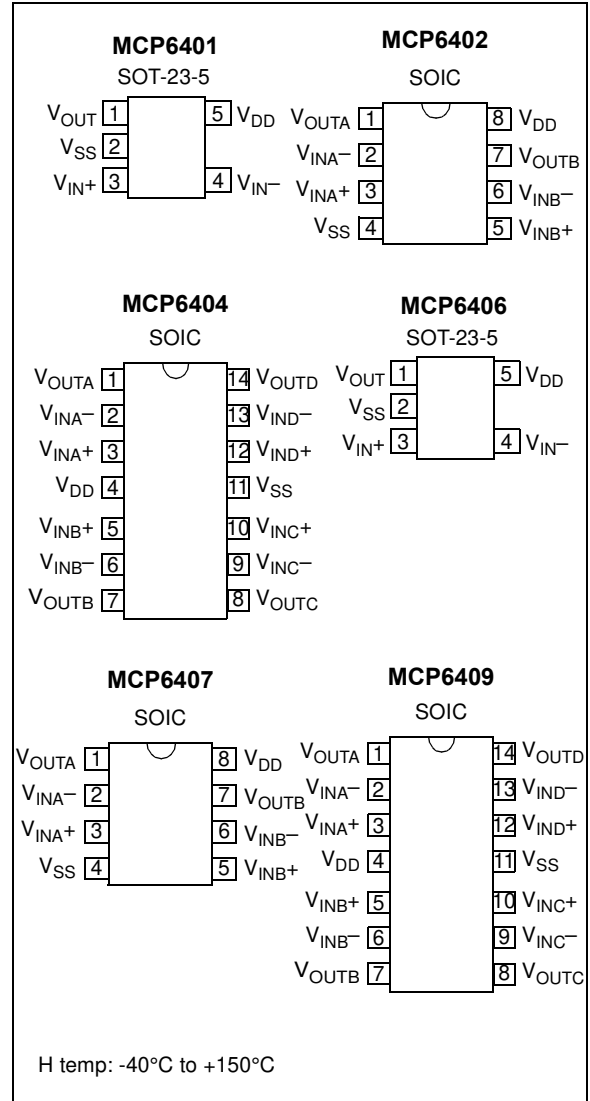 MCP6401
SOT-23-5
VOUT 1 5 VDD
VSS 2
VIN+ 3 4 VIN–
MCP6402
SOIC
VOUTA 1 8 VDD
VINA– 2 7 VOUTB
VINA+ 3 6 VINB–
VSS 4 5 VINB+
MCP6404
SOIC
VOUTA 1 14 VOUTD
VINA– 2 13 VIND–
VINA+ 3 12 VIND+
VDD 4 11 VSS
VINB+ 5 10 VINC+
VINB– 6 9 VINC–
VOUTB 7 8 VOUTC
MCP6406
SOT-23-5
VOUT 1 5 VDD
VSS 2
VIN+ 3 4 VIN–
MCP6407
SOIC
VOUTA 1 8 VDD
VINA– 2 7 VOUTB
VINA+ 3 6 VINB–
VSS 4 5 VINB+
MCP6409
SOIC
VOUTA 1 14 VOUTD
VINA– 2 13 VIND–
VINA+ 3 12 VIND+
VDD 4 11 VSS
VINB+ 5 10 VINC+
VINB– 6 9 VINC–
VOUTB 7 8 VOUTC
H temp: -40°C to +150°C